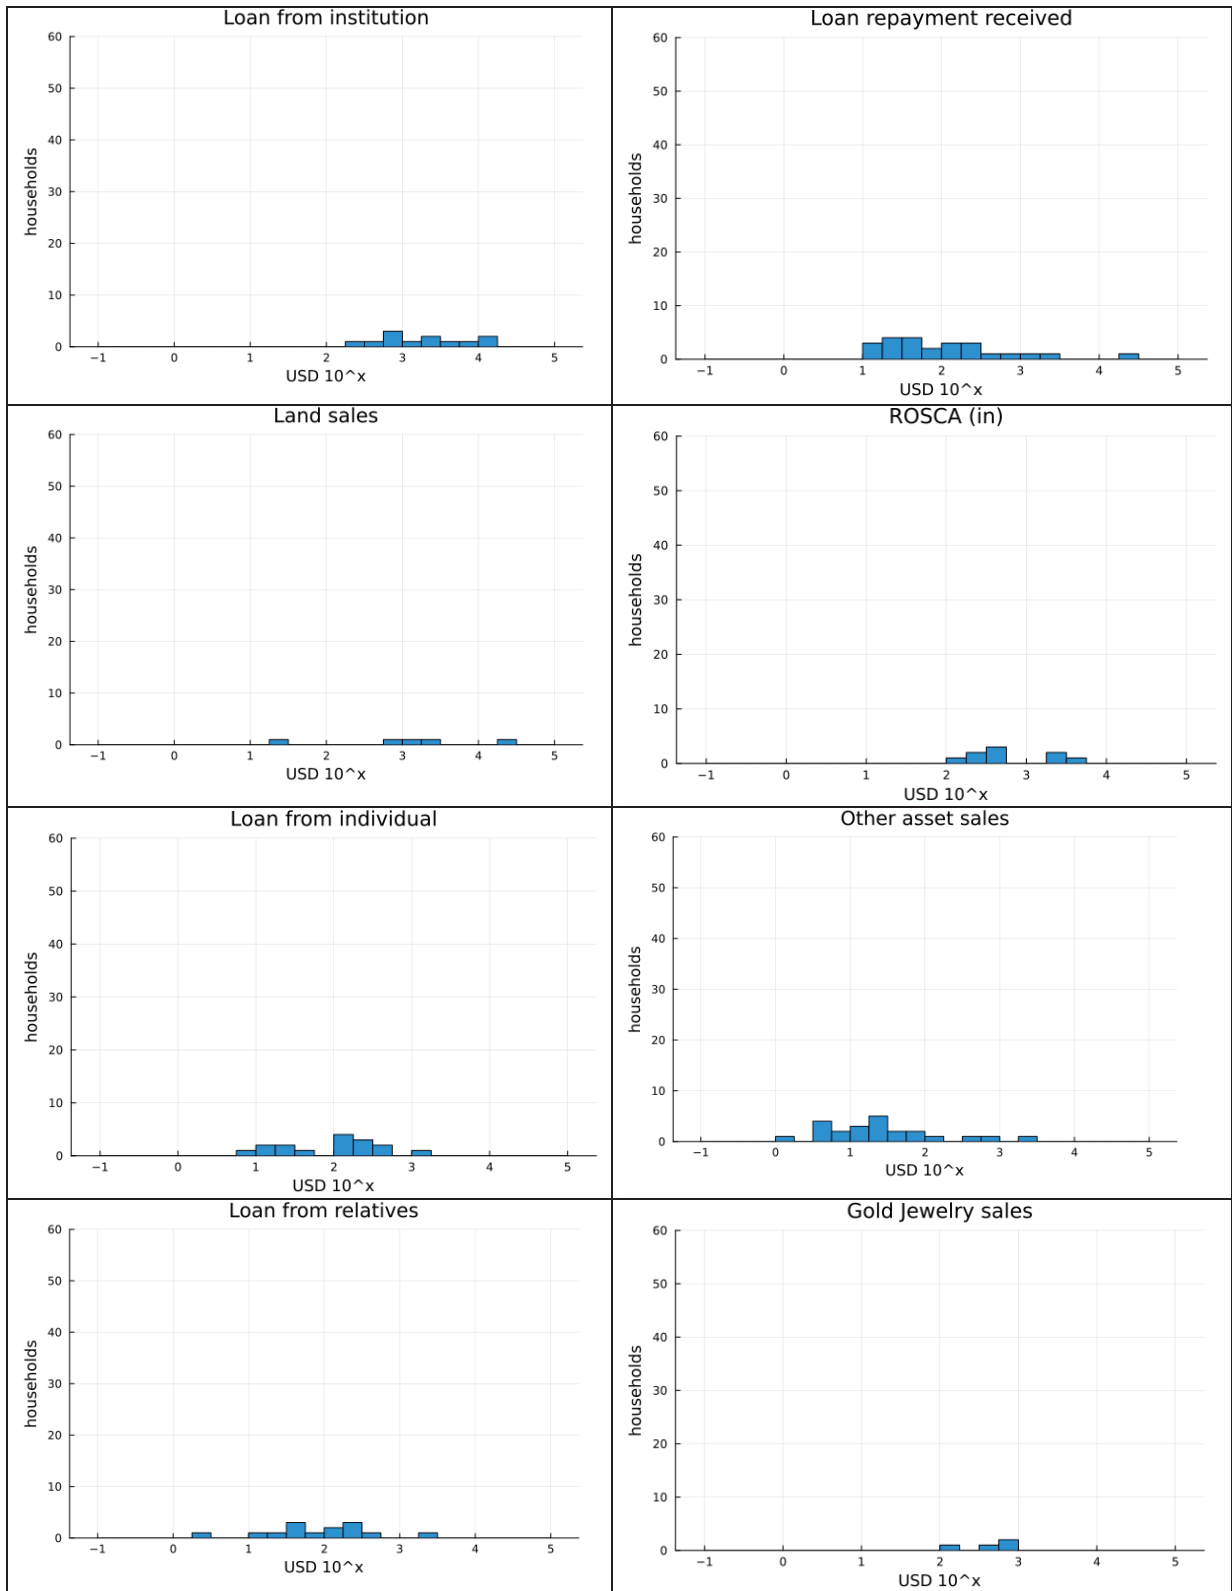 Loan from institution
60
50
40
30
20
10
0
households
−1 0 1 2 3 4 5
USD 10^x
Loan repayment received
60
50
40
30
20
10
0
households
−1 0 1 2 3 4 5
USD 10^x
Land sales
60
50
40
30
20
10
0
households
−1 0 1 2 3 4 5
USD 10^x
ROSCA (in)
60
50
40
30
20
10
0
households
−1 0 1 2 3 4 5
USD 10^x
Loan from individual
60
50
40
30
20
10
0
households
−1 0 1 2 3 4 5
USD 10^x
Other asset sales
60
50
40
30
20
10
0
households
−1 0 1 2 3 4 5
USD 10^x
Loan from relatives
60
50
40
30
20
10
0
households
−1 0 1 2 3 4 5
USD 10^x
Gold Jewelry sales
60
50
40
30
20
10
0
households
−1 0 1 2 3 4 5
USD 10^x